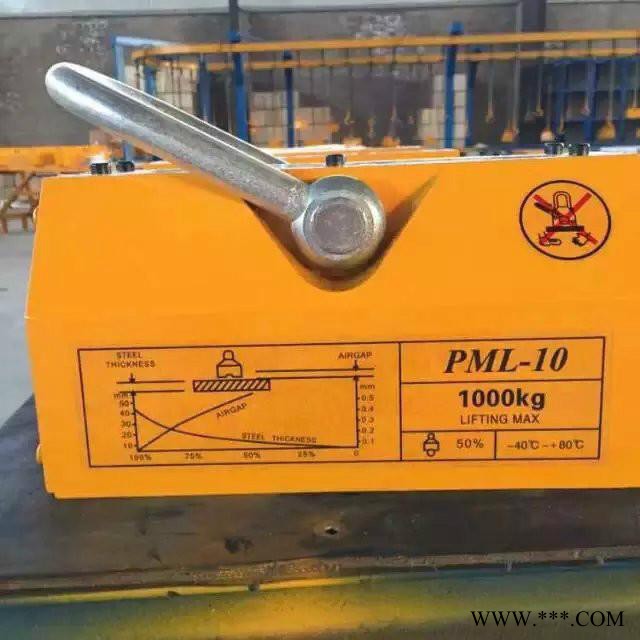 STEEL THICKNESS
AIRGAP
mm
mm
50
40
30
20
10
AIRGAP
STEEL THICKNESS
0.5
0.4
0.3
0.2
0.1
100%
75%
50%
25%
0
PML-10
1000kg
LIFTING MAX
50%
-40℃-+80℃
WWW.***.COM